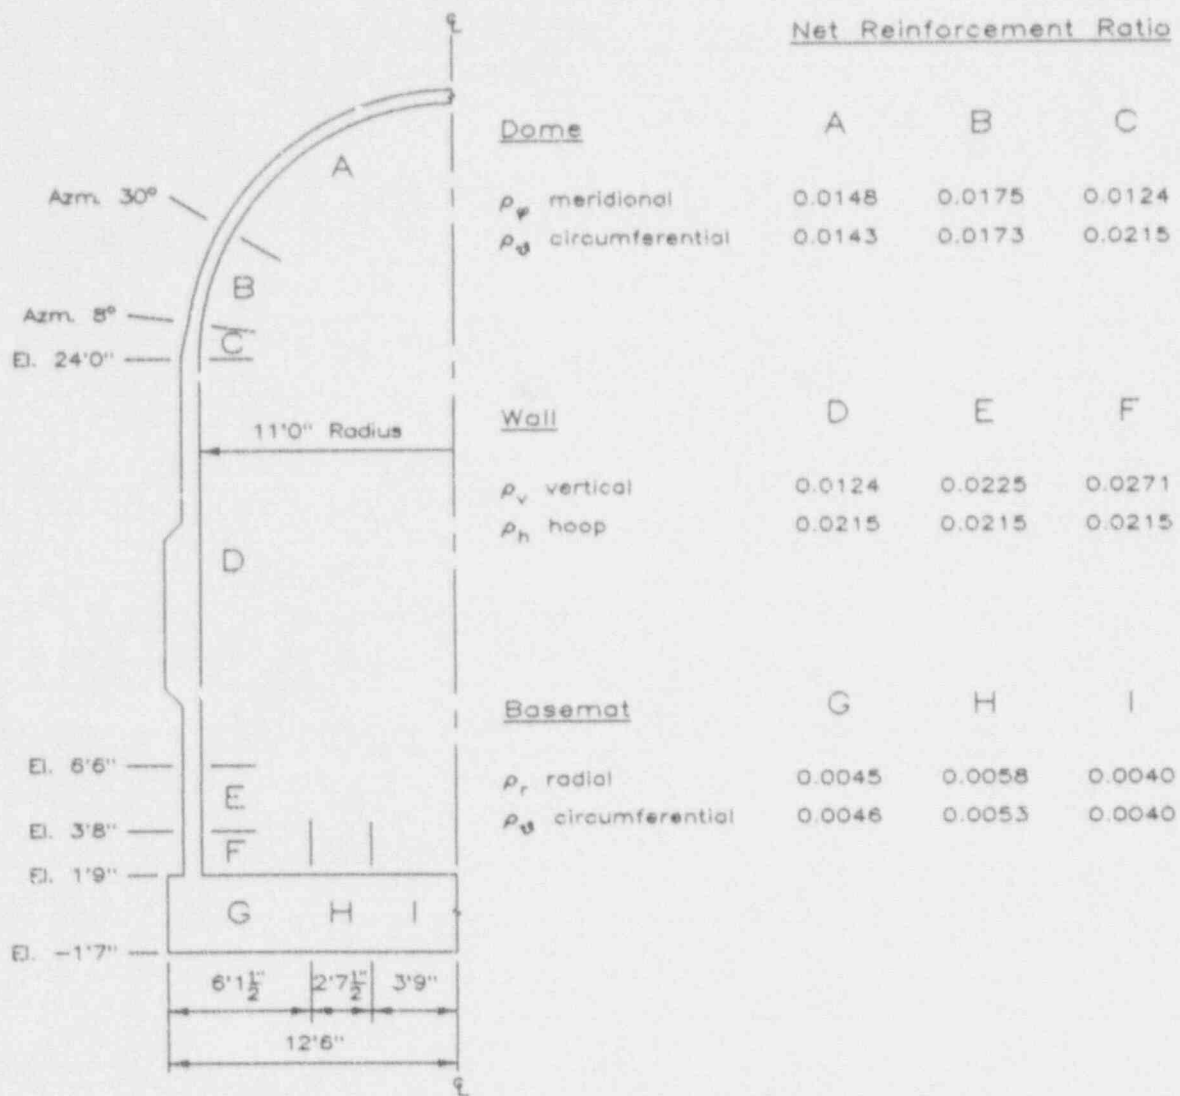 ℄
Net Reinforcement Ratio
Dome A B C
ρφ meridional 0.0148 0.0175 0.0124
ρϑ circumferential 0.0143 0.0173 0.0215
A
Azm. 30°
B
Azm. 8°
C
El. 24'0"
Wall D E F
11'0" Radius
ρv vertical 0.0124 0.0225 0.0271
ρh hoop 0.0215 0.0215 0.0215
D
Basemat G H I
El. 6'6"
ρr radial 0.0045 0.0058 0.0040
E
ρϑ circumferential 0.0046 0.0053 0.0040
El. 3'8"
F
El. 1'9"
G H I
El. -1'7"
6'1½" 2'7½" 3'9"
12'6"
℄